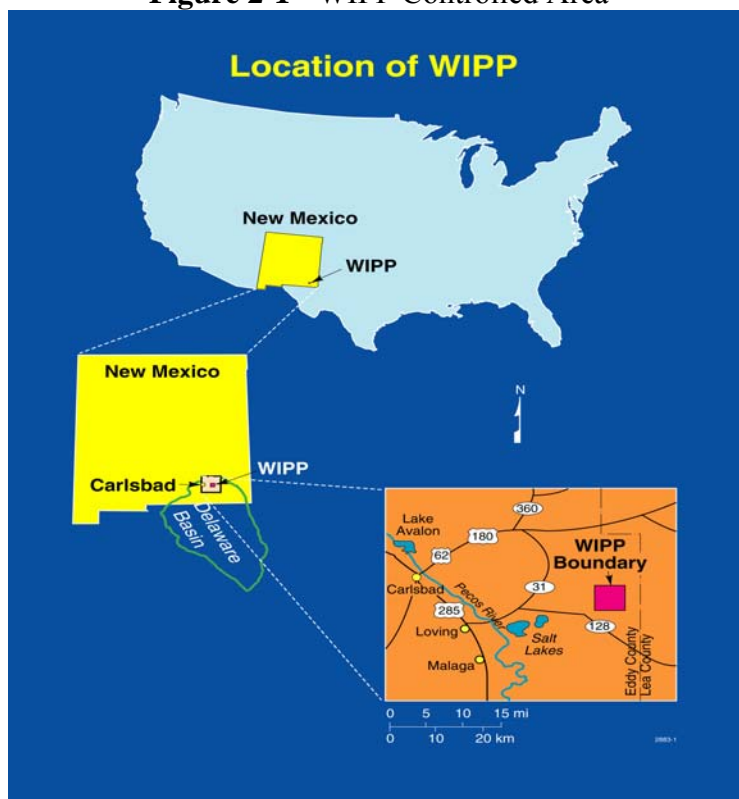 Figure 2-1 WIPP Controlled Area
Location of WIPP
New Mexico
WIPP
New Mexico
Carlsbad
WIPP
Delaware
Basin
N
360
Lake
Avalon
180
62
WIPP
Boundary
Carlsbad
Pecos River
31
285
Loving
128
Salt
Lakes
Malaga
Eddy County
Lea County
0 5 10 15 mi
0 10 20 km
2883-1